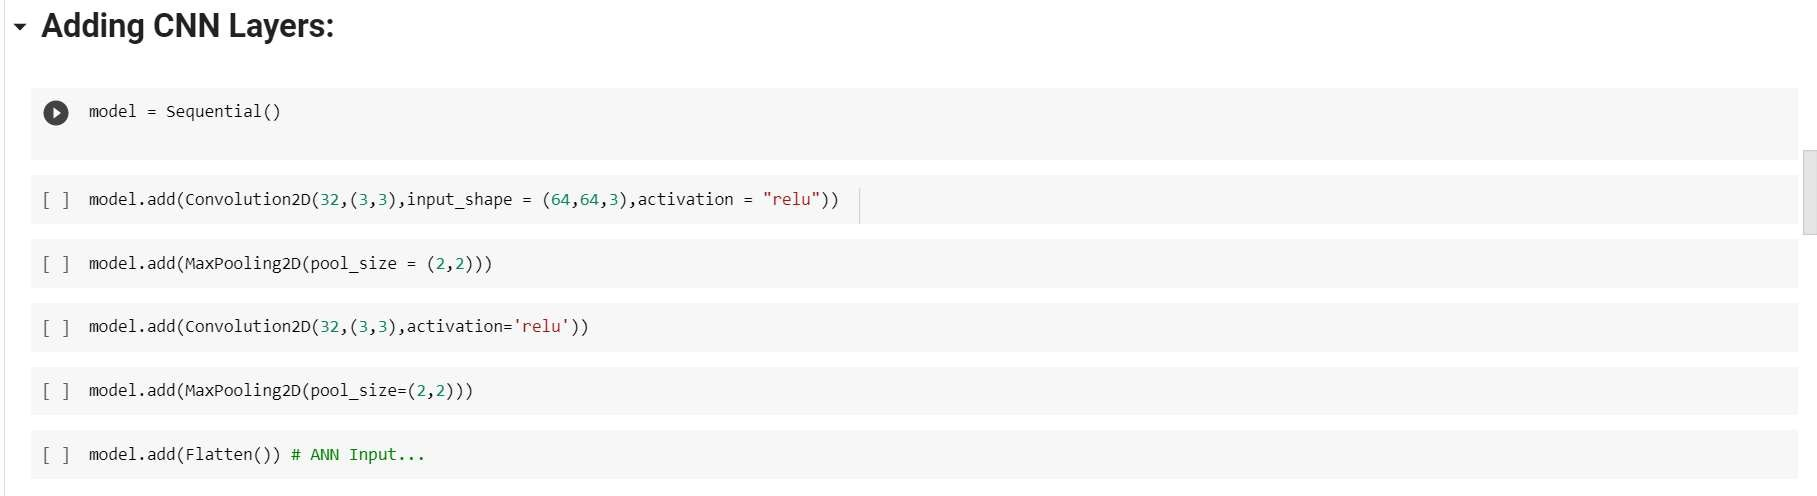 Adding CNN Layers:
model = Sequential()
[ ] model.add(Convolution2D(32,(3,3),input_shape = (64,64,3),activation = "relu"))
[ ] model.add(MaxPooling2D(pool_size = (2,2)))
[ ] model.add(Convolution2D(32,(3,3),activation='relu'))
[ ] model.add(MaxPooling2D(pool_size=(2,2)))
[ ] model.add(Flatten()) # ANN Input...